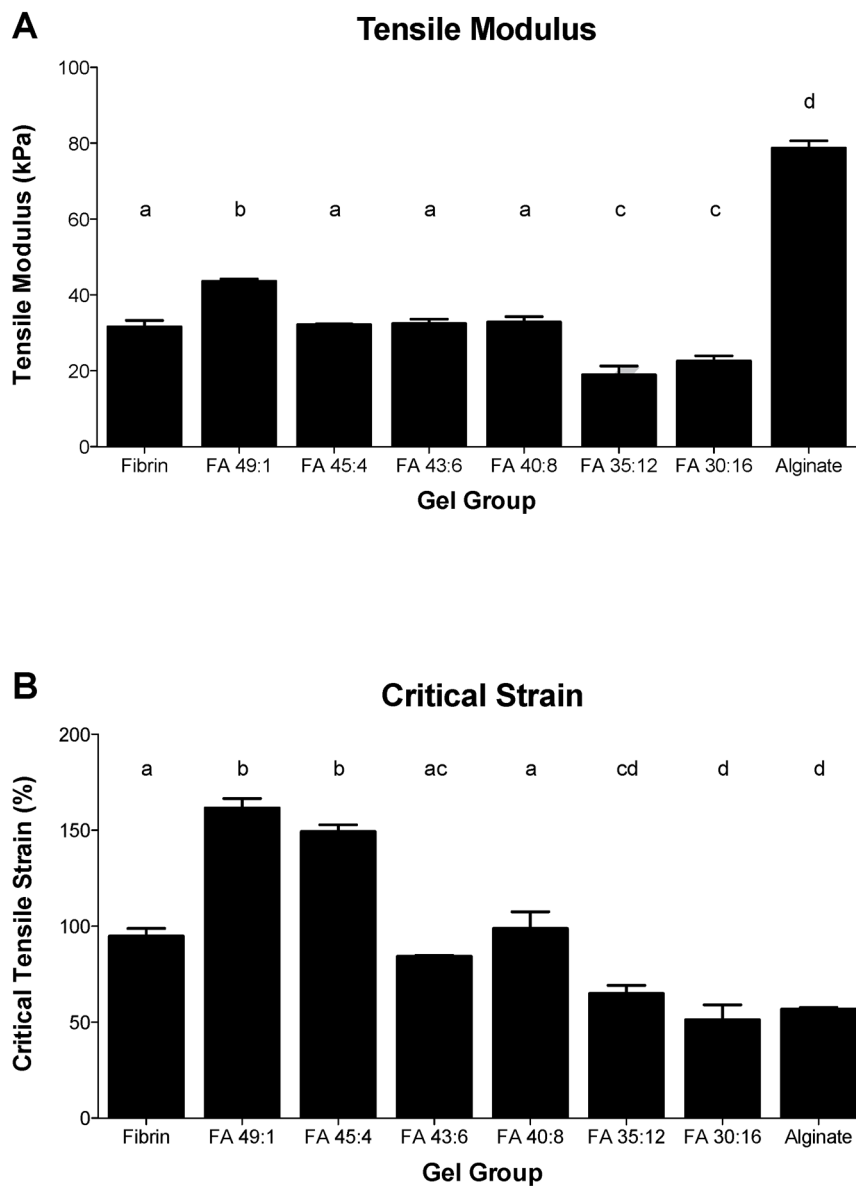 A
Tensile Modulus
Tensile Modulus (kPa)
100
80
60
40
20
0
a b a a a c c d
Fibrin FA 49:1 FA 45:4 FA 43:6 FA 40:8 FA 35:12 FA 30:16 Alginate
Gel Group
B
Critical Strain
Critical Tensile Strain (%)
200
150
100
50
0
a b b ac a cd d d
Fibrin FA 49:1 FA 45:4 FA 43:6 FA 40:8 FA 35:12 FA 30:16 Alginate
Gel Group